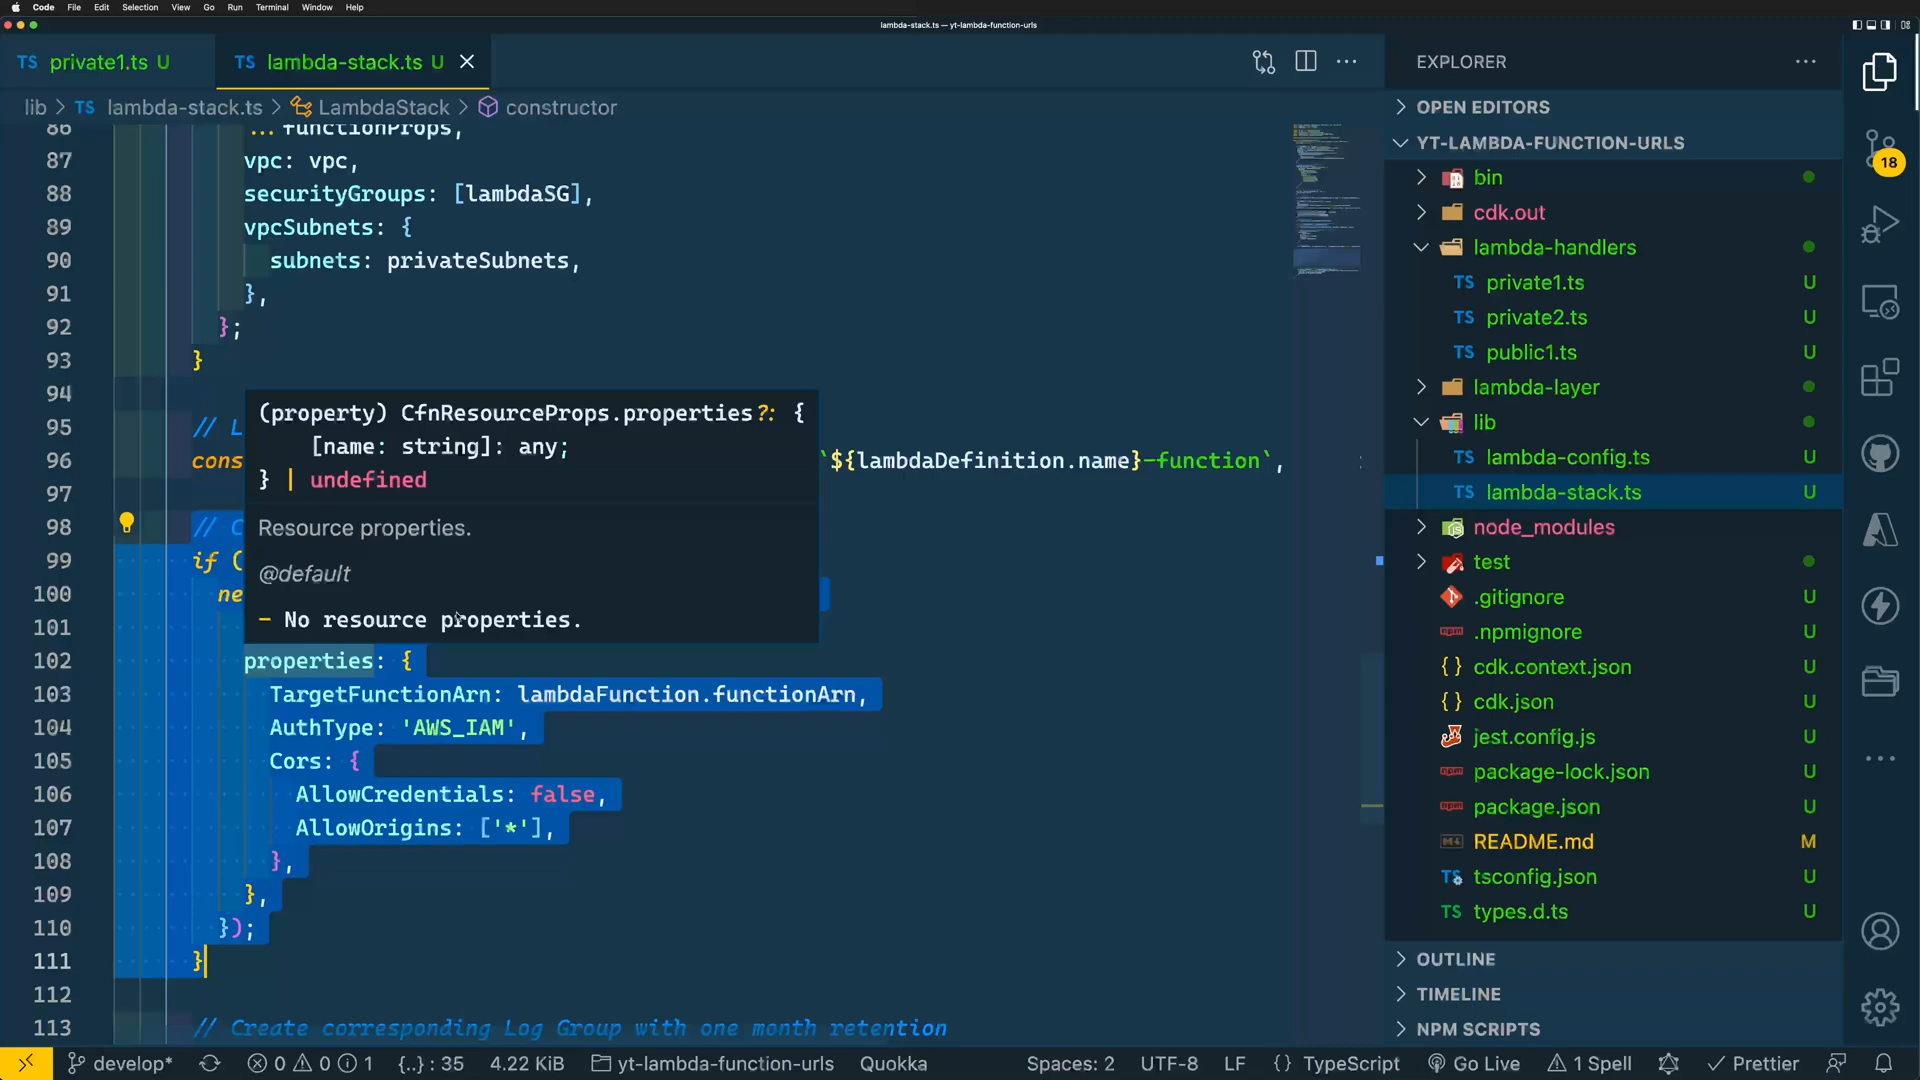 Code File Edit Selection View Go Run Terminal Window Help
lambda-stack.ts — yt-lambda-function-urls
TS private1.ts U
TS lambda-stack.ts U
lib > TS lambda-stack.ts > LambdaStack > constructor
86 ...functionProps,
87 vpc: vpc,
88 securityGroups: [lambdaSG],
89 vpcSubnets: {
90 subnets: privateSubnets,
91 },
92 };
93 }
94
95 // L
96 cons `${lambdaDefinition.name}-function`,
97
98 // C
99 if (
100 ne
101
(property) CfnResourceProps.properties?: {
[name: string]: any;
} | undefined
Resource properties.
@default
– No resource properties.
102 properties: {
103 TargetFunctionArn: lambdaFunction.functionArn,
104 AuthType: 'AWS_IAM',
105 Cors: {
106 AllowCredentials: false,
107 AllowOrigins: ['*'],
108 },
109 },
110 });
111 }
112
113 // Create corresponding Log Group with one month retention
EXPLORER
OPEN EDITORS
YT-LAMBDA-FUNCTION-URLS
bin
cdk.out
lambda-handlers
TS private1.ts U
TS private2.ts U
TS public1.ts U
lambda-layer
lib
TS lambda-config.ts U
TS lambda-stack.ts U
node_modules
test
.gitignore U
.npmignore U
{} cdk.context.json U
{} cdk.json U
jest.config.js U
package-lock.json U
package.json U
README.md M
TS tsconfig.json U
TS types.d.ts U
OUTLINE
TIMELINE
NPM SCRIPTS
18
develop* 0 0 1 {..} : 35 4.22 KiB yt-lambda-function-urls Quokka Spaces: 2 UTF-8 LF {} TypeScript Go Live 1 Spell Prettier